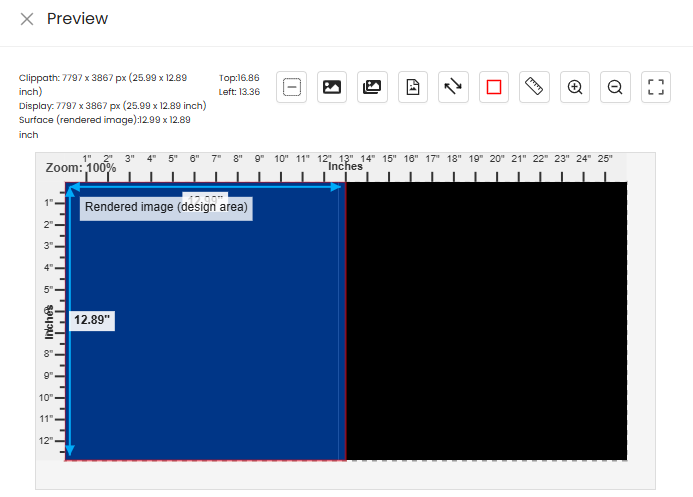 Preview
Clippath: 7797 x 3867 px (25.99 x 12.89
inch)
Display: 7797 x 3867 px (25.99 x 12.89 inch)
Surface (rendered image):12.99 x 12.89
inch
Top:16.86
Left: 13.36
Zoom: 100%
1" 2" 3" 4" 5" 6" 7" 8" 9" 10" 11" 12" 13" 14" 15" 16" 17" 18" 19" 20" 21" 22" 23" 24" 25"
Inches
12.99"
Rendered image (design area)
1"
2"
3"
4"
5"
6"
7"
8"
9"
10"
11"
12"
Inches
12.89"